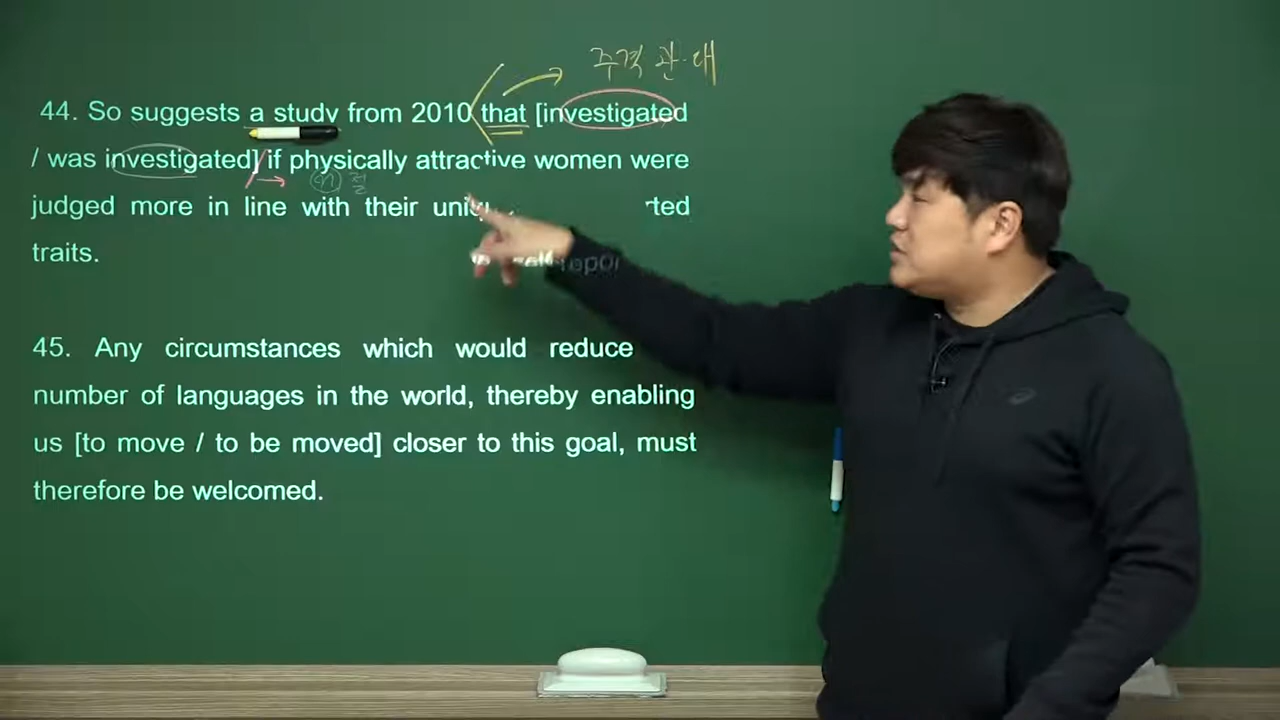 주격 관·대
44. So suggests a study from 2010 that [investigated
/ was investigated] if physically attractive women were
절
judged more in line with their
traits.
45. Any circumstances which would reduce
number of languages in the world, thereby enabling
us [to move / to be moved] closer to this goal, must
therefore be welcomed.